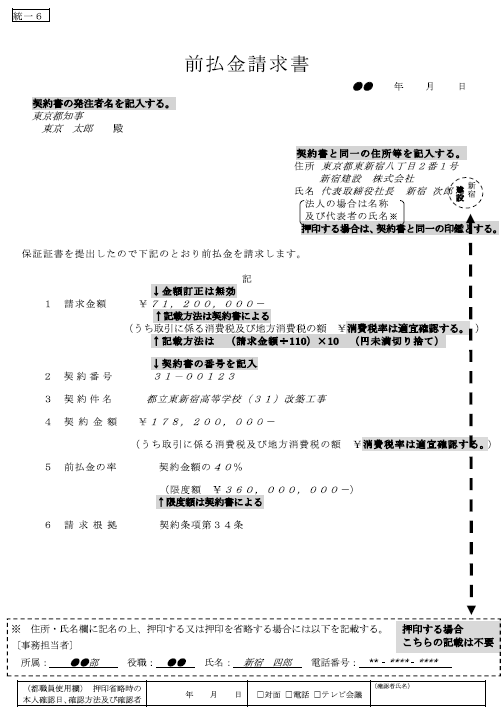 統一６
前払金請求書
●● 年 月 日
契約書の発注者名を記入する。
東京都知事
東京 太郎 殿
契約書と同一の住所等を記入する。
住所 東京都東新宿八丁目２番１号
新宿建設 株式会社
氏名 代表取締役社長 新宿 次郎
新宿建設
法人の場合は名称
及び代表者の氏名※
押印する場合は、契約書と同一の印鑑とする。
保証証書を提出したので下記のとおり前払金を請求します。
記
↓金額訂正は無効
１ 請求金額 ￥７１，２００，０００－
↑記載方法は契約書による
（うち取引に係る消費税及び地方消費税の額 ￥消費税率は適宜確認する。）
↑記載方法は （請求金額÷110）×10 （円未満切り捨て）
↓契約書の番号を記入
２ 契約番号 ３１－００１２３
３ 契約件名 都立東新宿高等学校（３１）改築工事
４ 契約金額 ￥１７８，２００，０００－
（うち取引に係る消費税及び地方消費税の額 ￥消費税率は適宜確認する。）
５ 前払金の率 契約金額の４０％
（限度額 ￥３６０，０００，０００－）
↑限度額は契約書による
６ 請求根拠 契約条項第３４条
※ 住所・氏名欄に記名の上、押印する又は押印を省略する場合には以下を記載する。
押印する場合
こちらの記載は不要
［事務担当者］
所属： ●●部 役職： ●● 氏名： 新宿 四郎 電話番号： ** - **** - ****
（都職員使用欄） 押印省略時の
本人確認日、確認方法及び確認者
年 月 日
□対面 □電話 □テレビ会議
（確認者氏名）